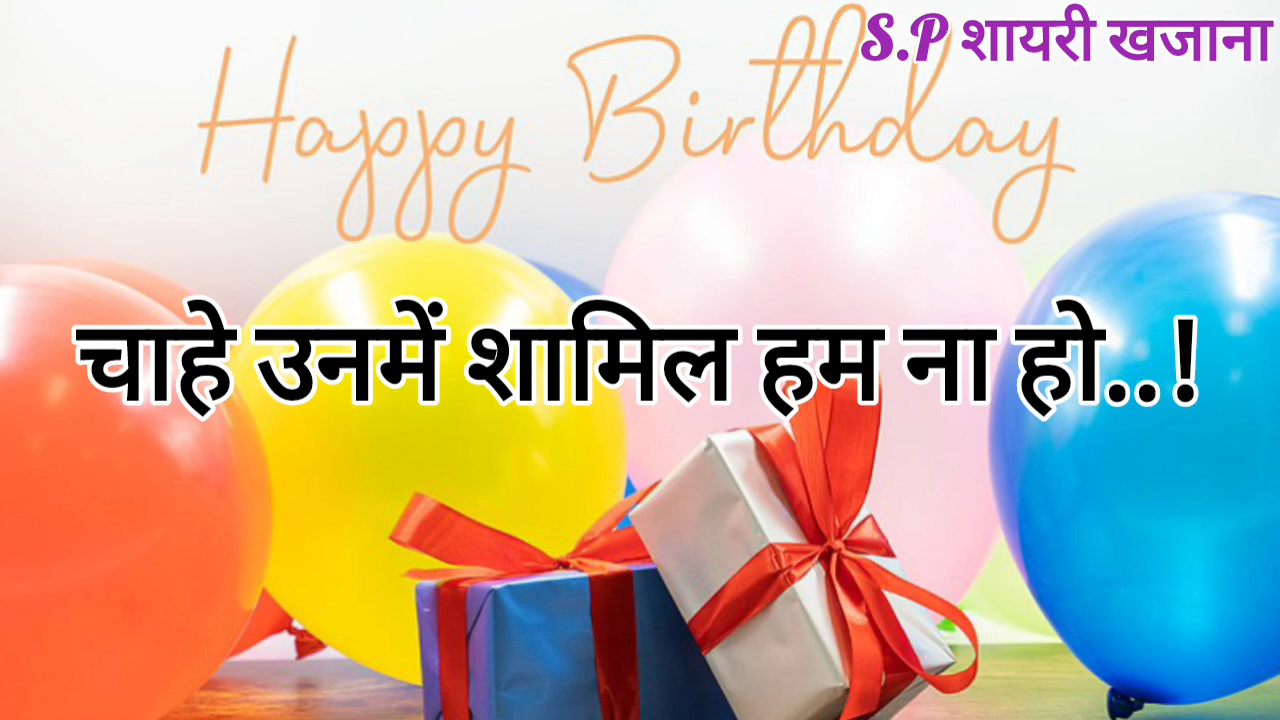 S.P शायरी खजाना
Happy Birthday
चाहे उनमें शामिल हम ना हो..!